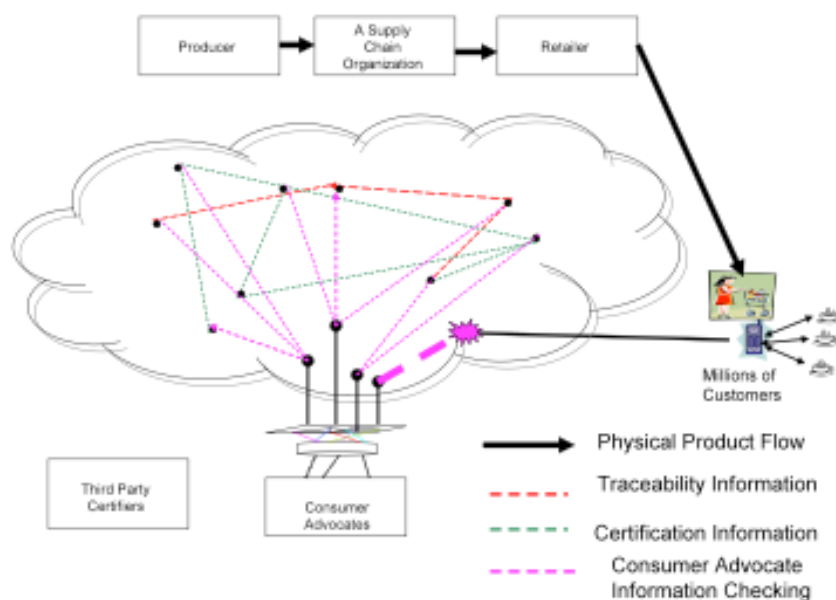 Producer
A Supply
Chain
Organization
Retailer
Millions of
Customers
Physical Product Flow
Third Party
Certifiers
Consumer
Advocates
Traceability Information
Certification Information
Consumer Advocate
Information Checking